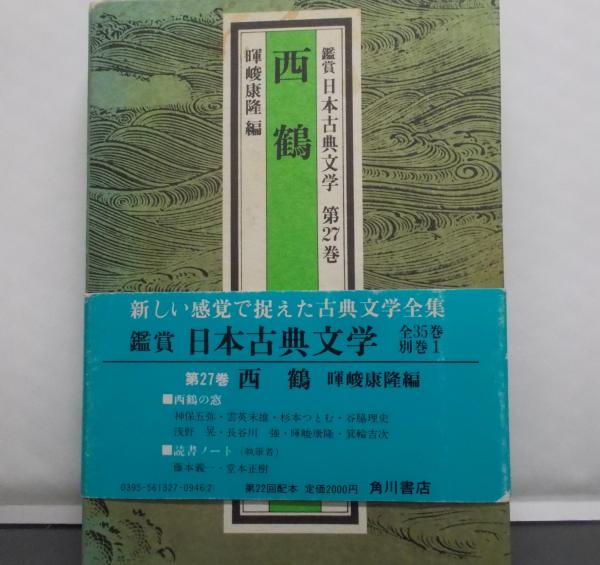 鑑賞 日本古典文学 第27巻
西鶴
暉峻康隆編
新しい感覚で捉えた古典文学全集
鑑賞 日本古典文学 全35巻 別巻1
第27巻 西鶴 暉峻康隆編
■西鶴の窓
神保五弥・雲英末雄・杉本つとむ・谷脇理史
浅野 晃・長谷川 強・暉峻康隆・箕輪吉次
■読書ノート（執筆者）
藤本義一・堂本正樹
0395-561327-0946(2) 第22回配本 定価2000円 角川書店